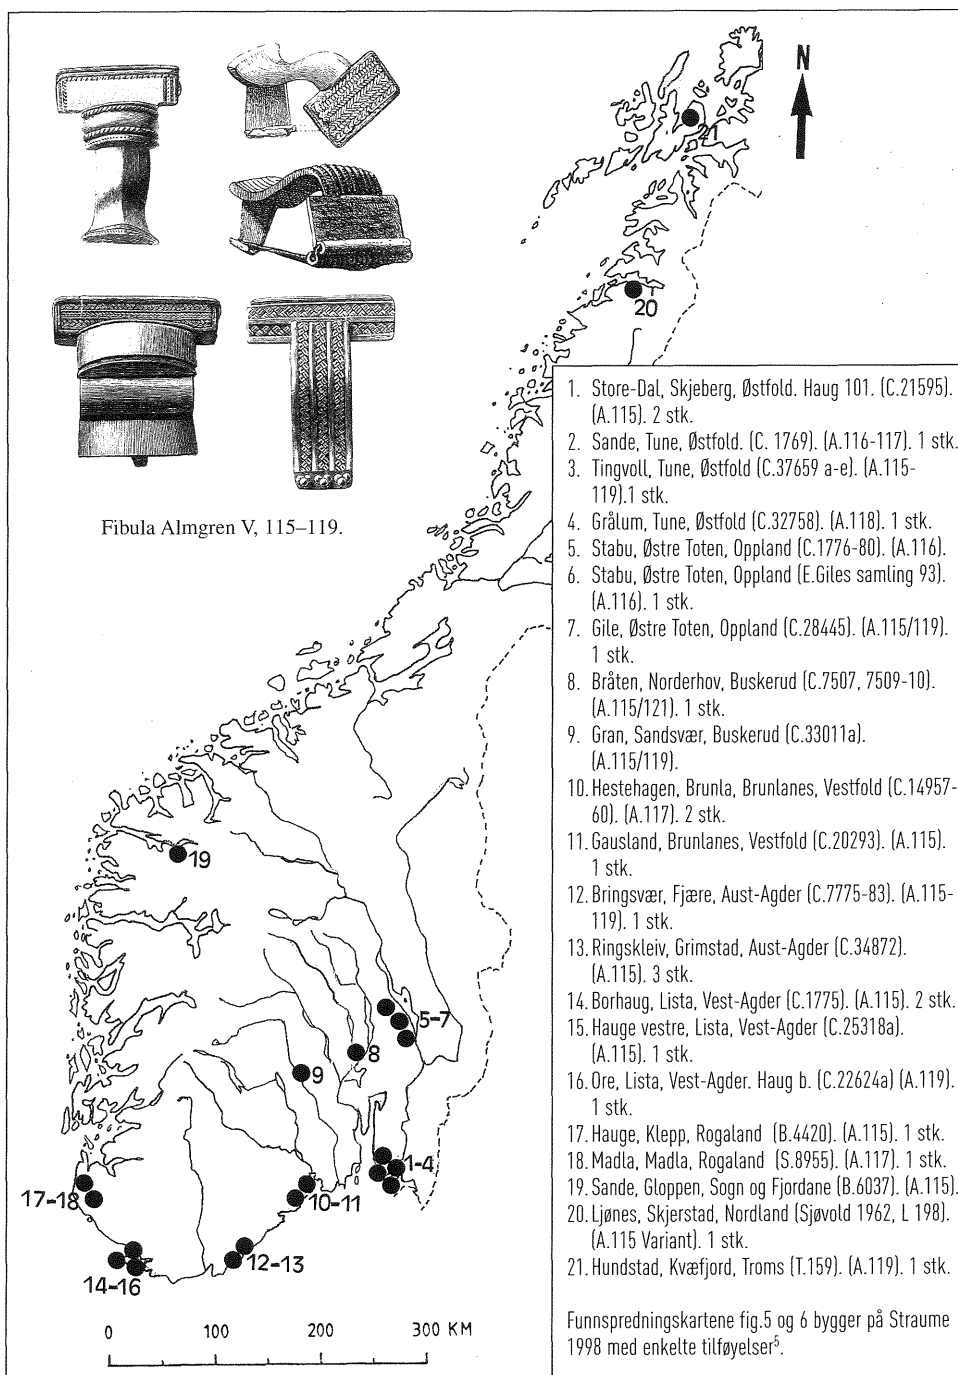 N
21
20
Fibula Almgren V, 115–119.
19
5-7
8
9
1-4
17-18
10-11
12-13
14-16
0 100 200 300 KM
1. Store-Dal, Skjeberg, Østfold. Haug 101. (C.21595).
(A.115). 2 stk.
2. Sande, Tune, Østfold. (C. 1769). (A.116-117). 1 stk.
3. Tingvoll, Tune, Østfold (C.37659 a-e). (A.115-
119).1 stk.
4. Grålum, Tune, Østfold (C.32758). (A.118). 1 stk.
5. Stabu, Østre Toten, Oppland (C.1776-80). (A.116).
6. Stabu, Østre Toten, Oppland (E.Giles samling 93).
(A.116). 1 stk.
7. Gile, Østre Toten, Oppland (C.28445). (A.115/119).
1 stk.
8. Bråten, Norderhov, Buskerud (C.7507, 7509-10).
(A.115/121). 1 stk.
9. Gran, Sandsvær, Buskerud (C.33011a).
(A.115/119).
10. Hestehagen, Brunla, Brunlanes, Vestfold (C.14957-
60). (A.117). 2 stk.
11. Gausland, Brunlanes, Vestfold (C.20293). (A.115).
1 stk.
12. Bringsvær, Fjære, Aust-Agder (C.7775-83). (A.115-
119). 1 stk.
13. Ringskleiv, Grimstad, Aust-Agder (C.34872).
(A.115). 3 stk.
14. Borhaug, Lista, Vest-Agder (C.1775). (A.115). 2 stk.
15. Hauge vestre, Lista, Vest-Agder (C.25318a).
(A.115). 1 stk.
16. Ore, Lista, Vest-Agder. Haug b. (C.22624a) (A.119).
1 stk.
17. Hauge, Klepp, Rogaland (B.4420). (A.115). 1 stk.
18. Madla, Madla, Rogaland (S.8955). (A.117). 1 stk.
19. Sande, Gloppen, Sogn og Fjordane (B.6037). (A.115).
20. Ljønes, Skjerstad, Nordland (Sjøvold 1962, L 198).
(A.115 Variant). 1 stk.
21. Hundstad, Kvæfjord, Troms (T.159). (A.119). 1 stk.
Funnspredningkartene fig.5 og 6 bygger på Straume
1998 med enkelte tilføyelser⁵.